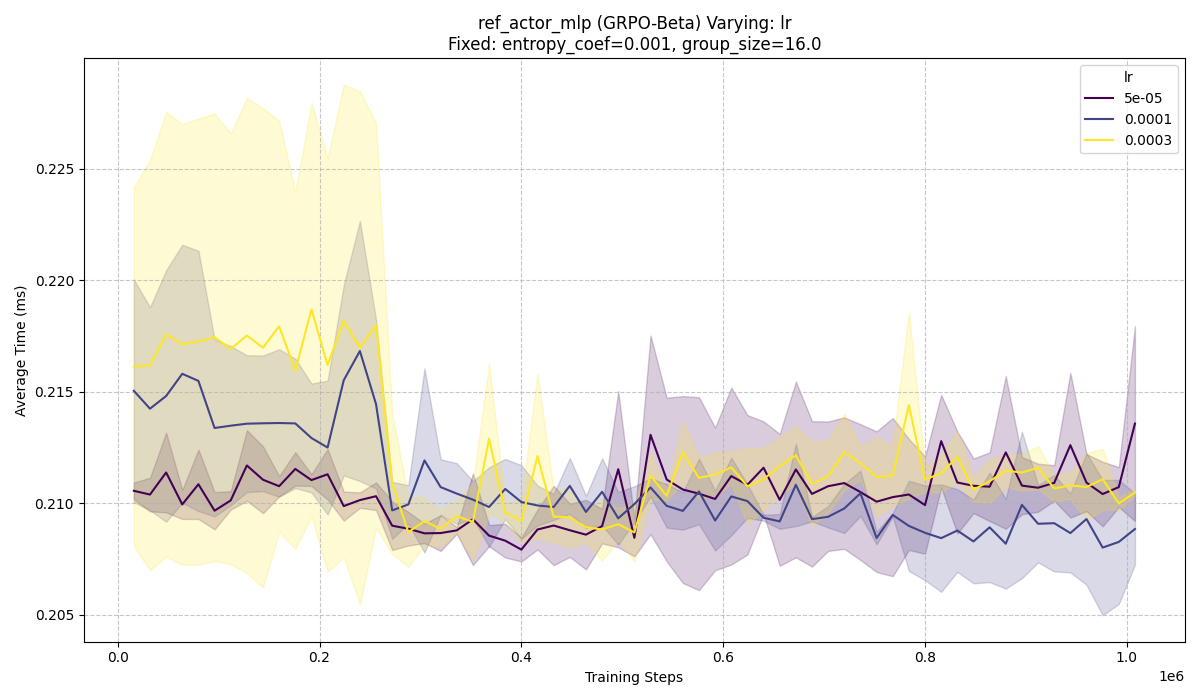 ref_actor_mlp (GRPO-Beta) Varying: lr
Fixed: entropy_coef=0.001, group_size=16.0
lr
5e-05
0.0001
0.0003
Average Time (ms)
0.225
0.220
0.215
0.210
0.205
0.0 0.2 0.4 0.6 0.8 1.0
1e6
Training Steps